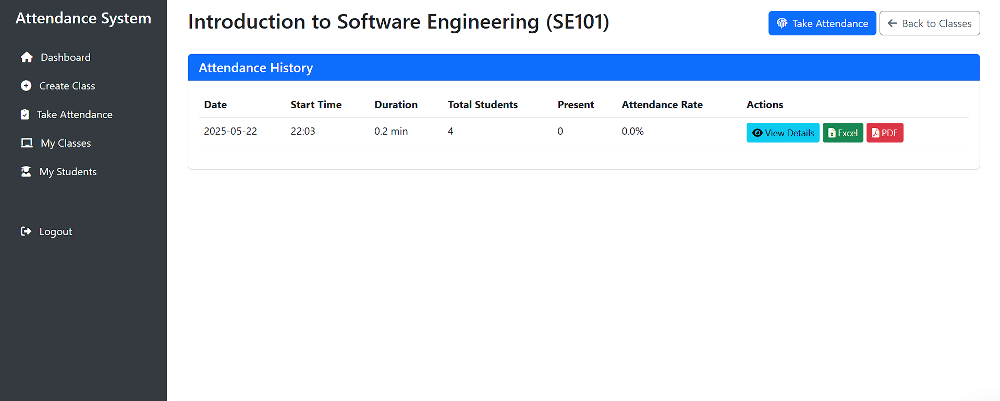 Attendance System
Dashboard
Create Class
Take Attendance
My Classes
My Students
Logout
Introduction to Software Engineering (SE101)
Take Attendance
Back to Classes
Attendance History
Date Start Time Duration Total Students Present Attendance Rate Actions
2025-05-22 22:03 0.2 min 4 0 0.0% View Details Excel PDF